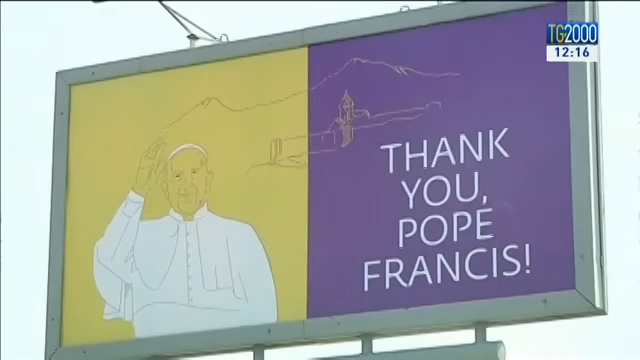 TG2000
12:16
THANK
YOU,
POPE
FRANCIS!